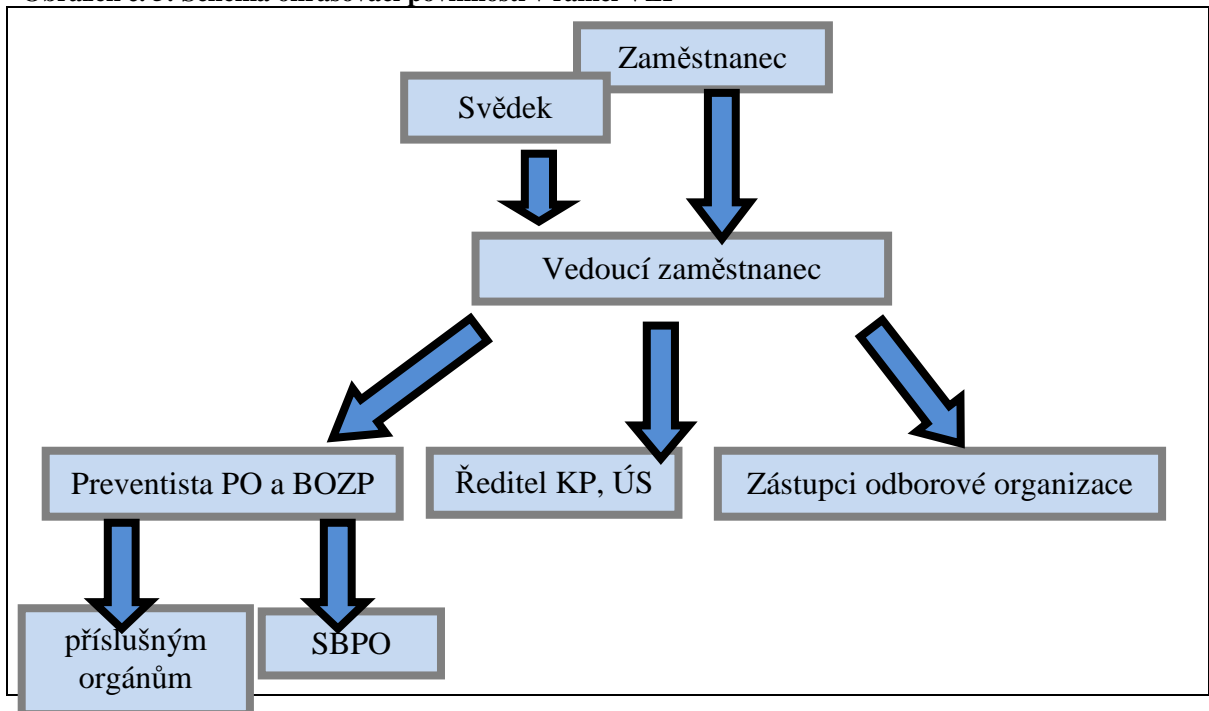 Zaměstnanec
Svědek
Vedoucí zaměstnanec
Preventista PO a BOZP
Ředitel KP, ÚS
Zástupci odborové organizace
příslušným
orgánům
SBPO